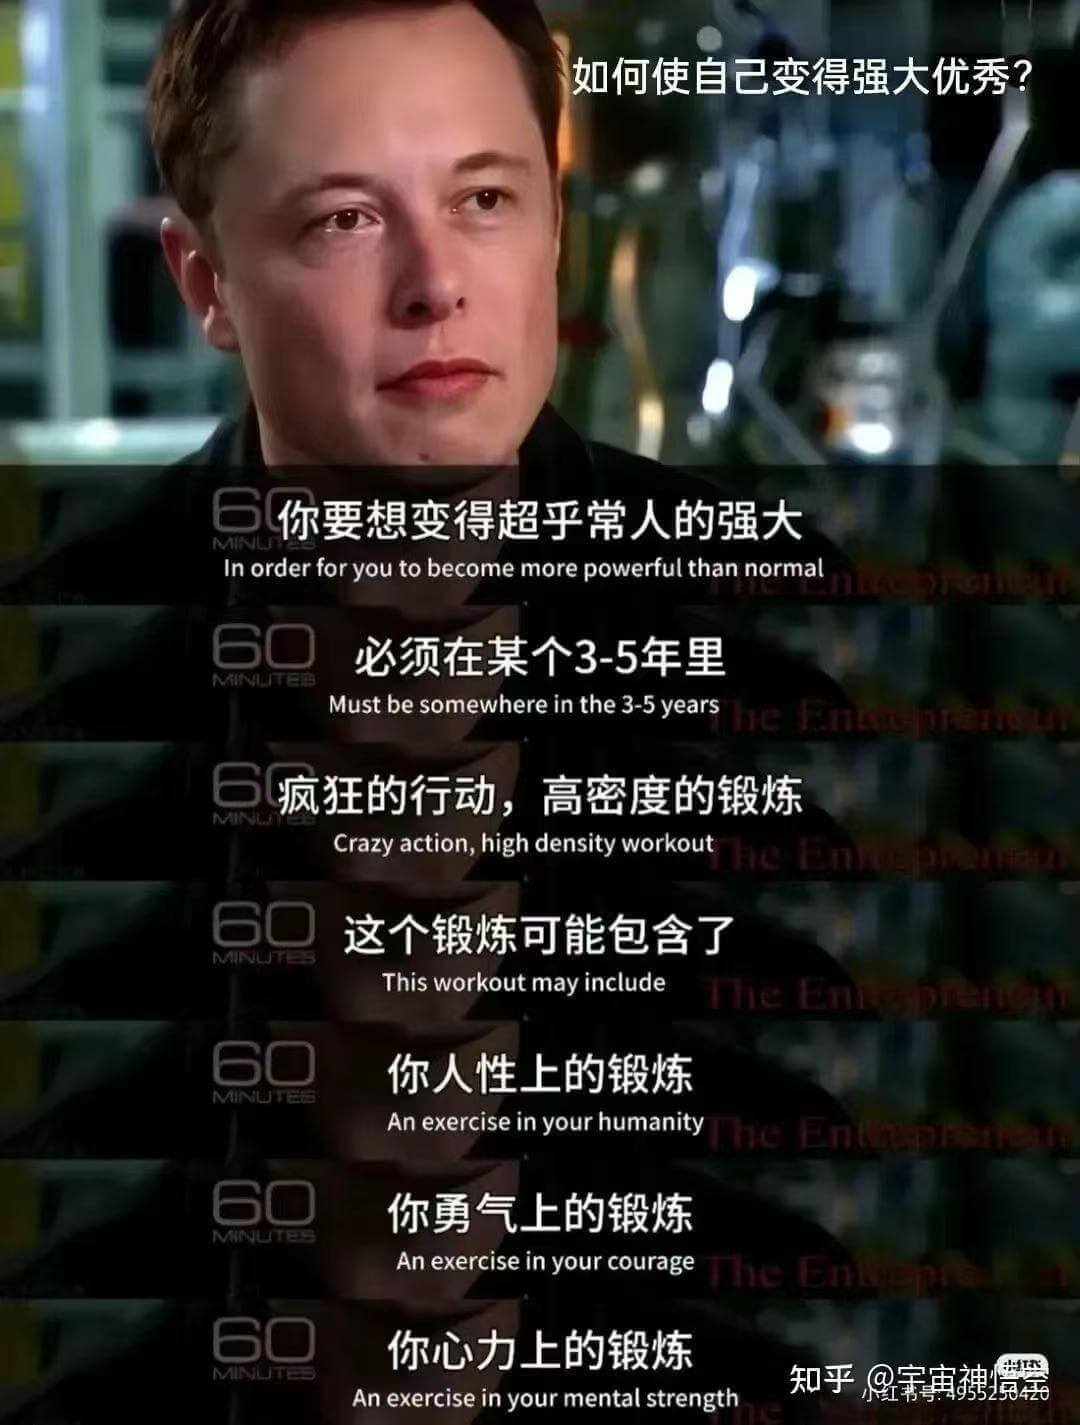 如何使自己变得强大优秀?
60
MINUTES
你要想变得超乎常人的强大
In order for you to become more powerful than normal
The Entrepreneur
60
MINUTES
必须在某个3-5年里
Must be somewhere in the 3-5 years
The Entrepreneur
60
MINUTES
疯狂的行动，高密度的锻炼
Crazy action, high density workout
The Entrepreneur
60
MINUTES
这个锻炼可能包含了
This workout may include
The Entrepreneur
60
MINUTES
你人性上的锻炼
An exercise in your humanity
The Entrepreneur
60
MINUTES
你勇气上的锻炼
An exercise in your courage
The
60
MINUTES
你心力上的锻炼
An exercise in your mental strength
知乎 @宇宙神悟会
小红书号: 4955250420